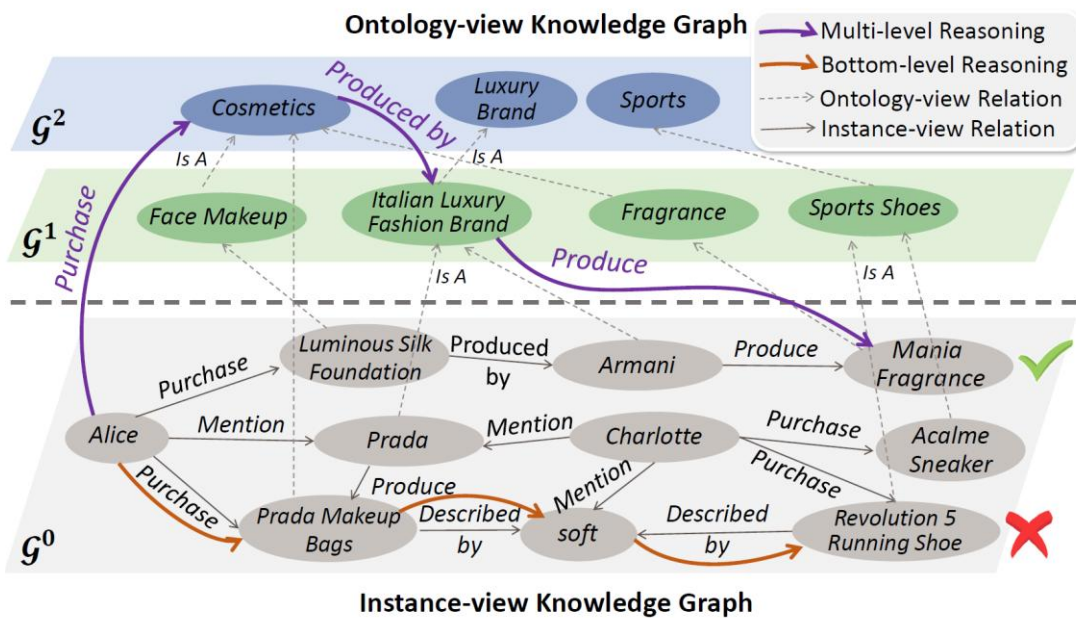 Ontology-view Knowledge Graph
Multi-level Reasoning
Bottom-level Reasoning
Ontology-view Relation
Instance-view Relation
𝒢²
Cosmetics
Produced by
Luxury
Brand
Sports
Is A
Is A
Purchase
𝒢¹
Face Makeup
Italian Luxury
Fashion Brand
Fragrance
Sports Shoes
Produce
Is A
Is A
Luminous Silk
Foundation
Produced
by
Armani
Produce
Mania
Fragrance
Purchase
Alice
Mention
Prada
Mention
Charlotte
Purchase
Acalme
Sneaker
Purchase
Purchase
Produce
Mention
Prada Makeup
Bags
Described
by
soft
Described
by
Revolution 5
Running Shoe
𝒢⁰
Instance-view Knowledge Graph